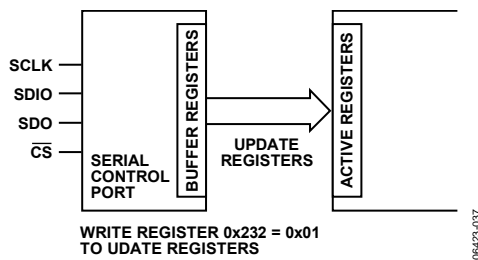 SCLK
SDIO
SDO
CS
SERIAL
CONTROL
PORT
BUFFER REGISTERS
UPDATE
REGISTERS
ACTIVE REGISTERS
WRITE REGISTER 0x232 = 0x01
TO UDATE REGISTERS
06423-037